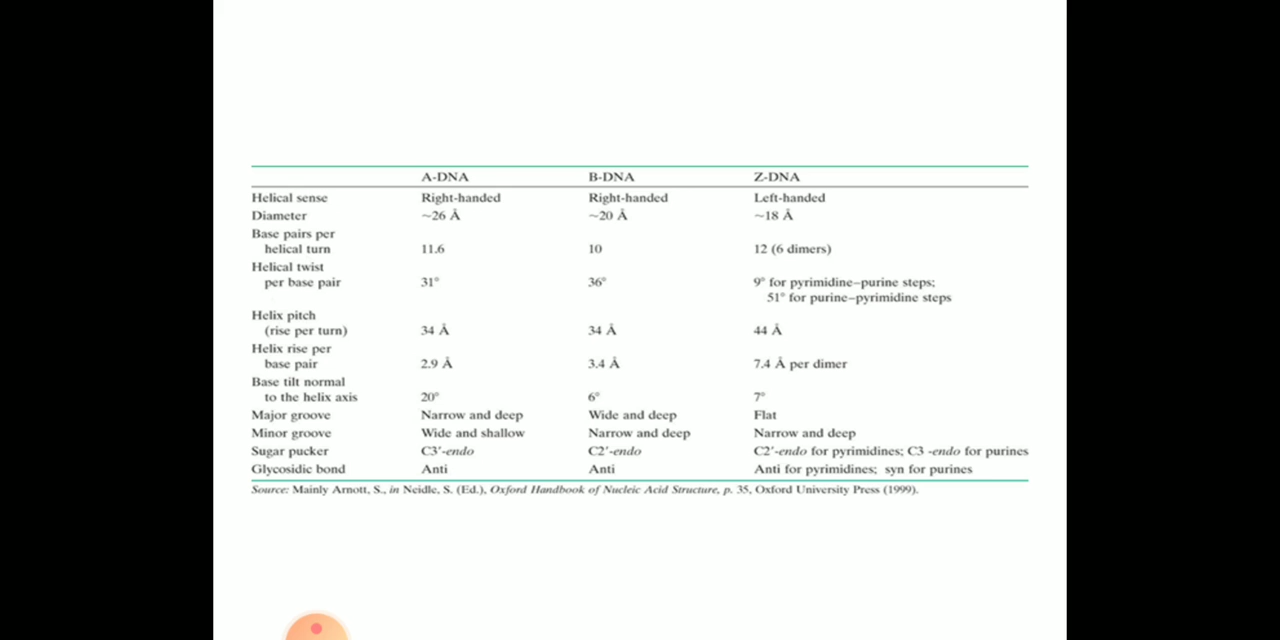 A-DNA B-DNA Z-DNA
Helical sense Right-handed Right-handed Left-handed
Diameter ~26 Å ~20 Å ~18 Å
Base pairs per
helical turn 11.6 10 12 (6 dimers)
Helical twist
per base pair 31° 36° 9° for pyrimidine–purine steps;
51° for purine–pyrimidine steps
Helix pitch
(rise per turn) 34 Å 34 Å 44 Å
Helix rise per
base pair 2.9 Å 3.4 Å 7.4 Å per dimer
Base tilt normal
to the helix axis 20° 6° 7°
Major groove Narrow and deep Wide and deep Flat
Minor groove Wide and shallow Narrow and deep Narrow and deep
Sugar pucker C3′-endo C2′-endo C2′-endo for pyrimidines; C3 -endo for purines
Glycosidic bond Anti Anti Anti for pyrimidines; syn for purines
Source: Mainly Arnott, S., in Neidle, S. (Ed.), Oxford Handbook of Nucleic Acid Structure, p. 35, Oxford University Press (1999).